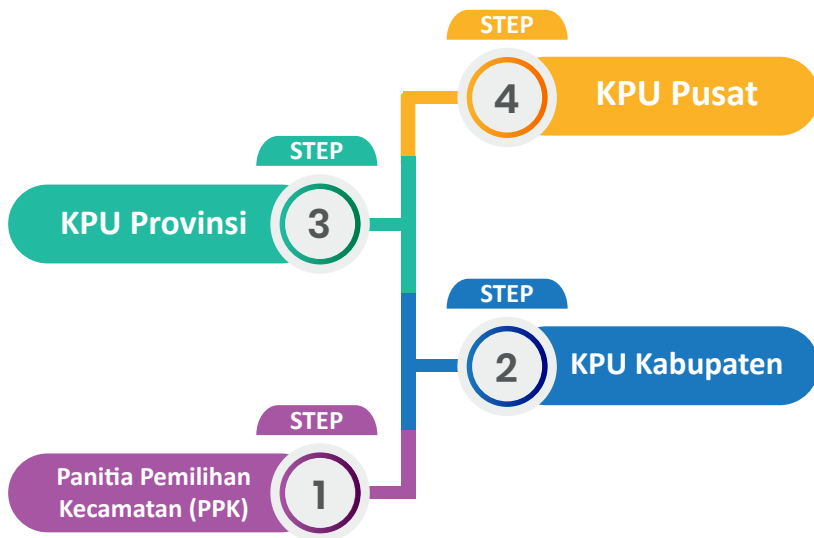 STEP
4
KPU Pusat
STEP
KPU Provinsi
3
STEP
2
KPU Kabupaten
STEP
Panitia Pemilihan
Kecamatan (PPK)
1